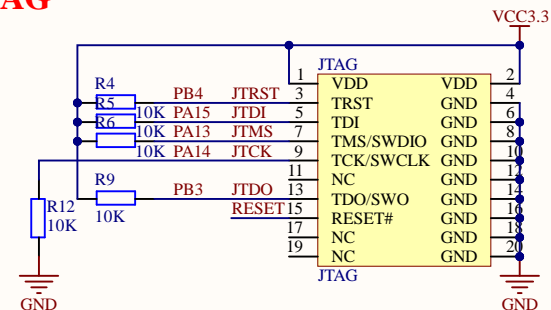 AG
VCC3.3
JTAG
R4 1 VDD VDD 2
PB4 JTRST 3 TRST GND 4
R5 10K PA15 JTDI 5 TDI GND 6
R6 10K PA13 JTMS 7 TMS/SWDIO GND 8
10K PA14 JTCK 9 TCK/SWCLK GND 10
11 NC GND 12
R9 PB3 JTDO 13 TDO/SWO GND 14
R12 10K RESET 15 RESET# GND 16
10K 17 NC GND 18
19 NC GND 20
JTAG
GND GND